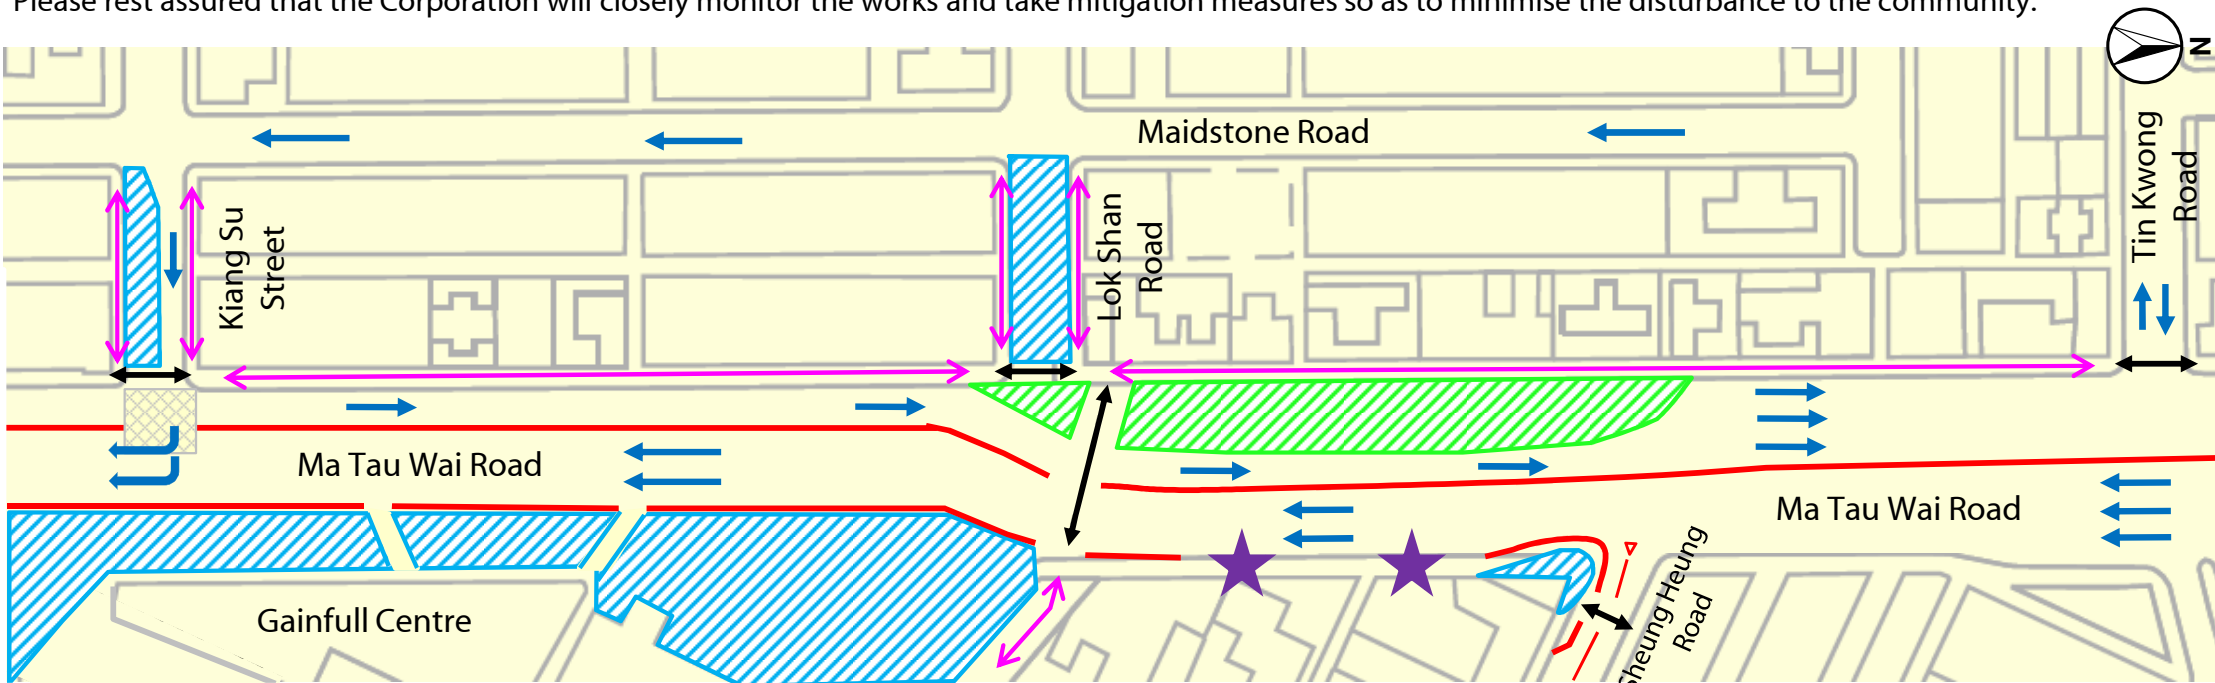 Please rest assured that the Corporation will closely monitor the works and take mitigation measures so as to minimise the disturbance to the community.
N
Maidstone Road
Tin Kwong
Road
Kiang Su
Street
Lok Shan
Road
Ma Tau Wai Road
Ma Tau Wai Road
Gainfull Centre
Sheung Heung
Road